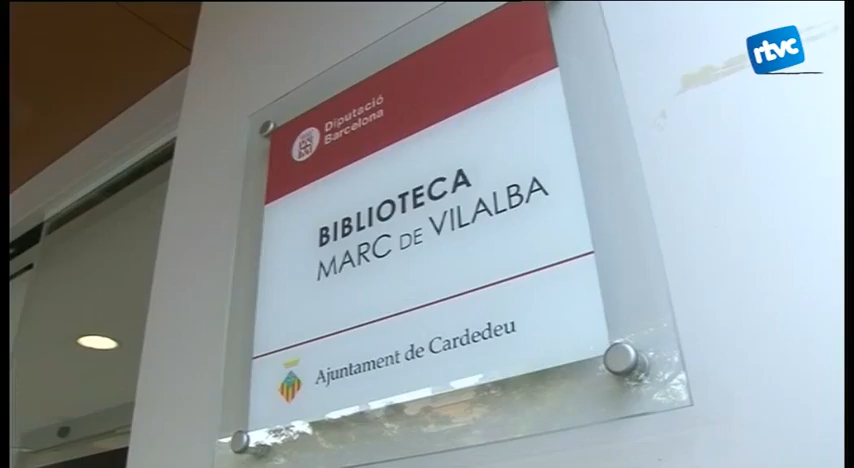 rtvc
Diputació
Barcelona
BIBLIOTECA
MARC DE VILALBA
Ajuntament de Cardedeu